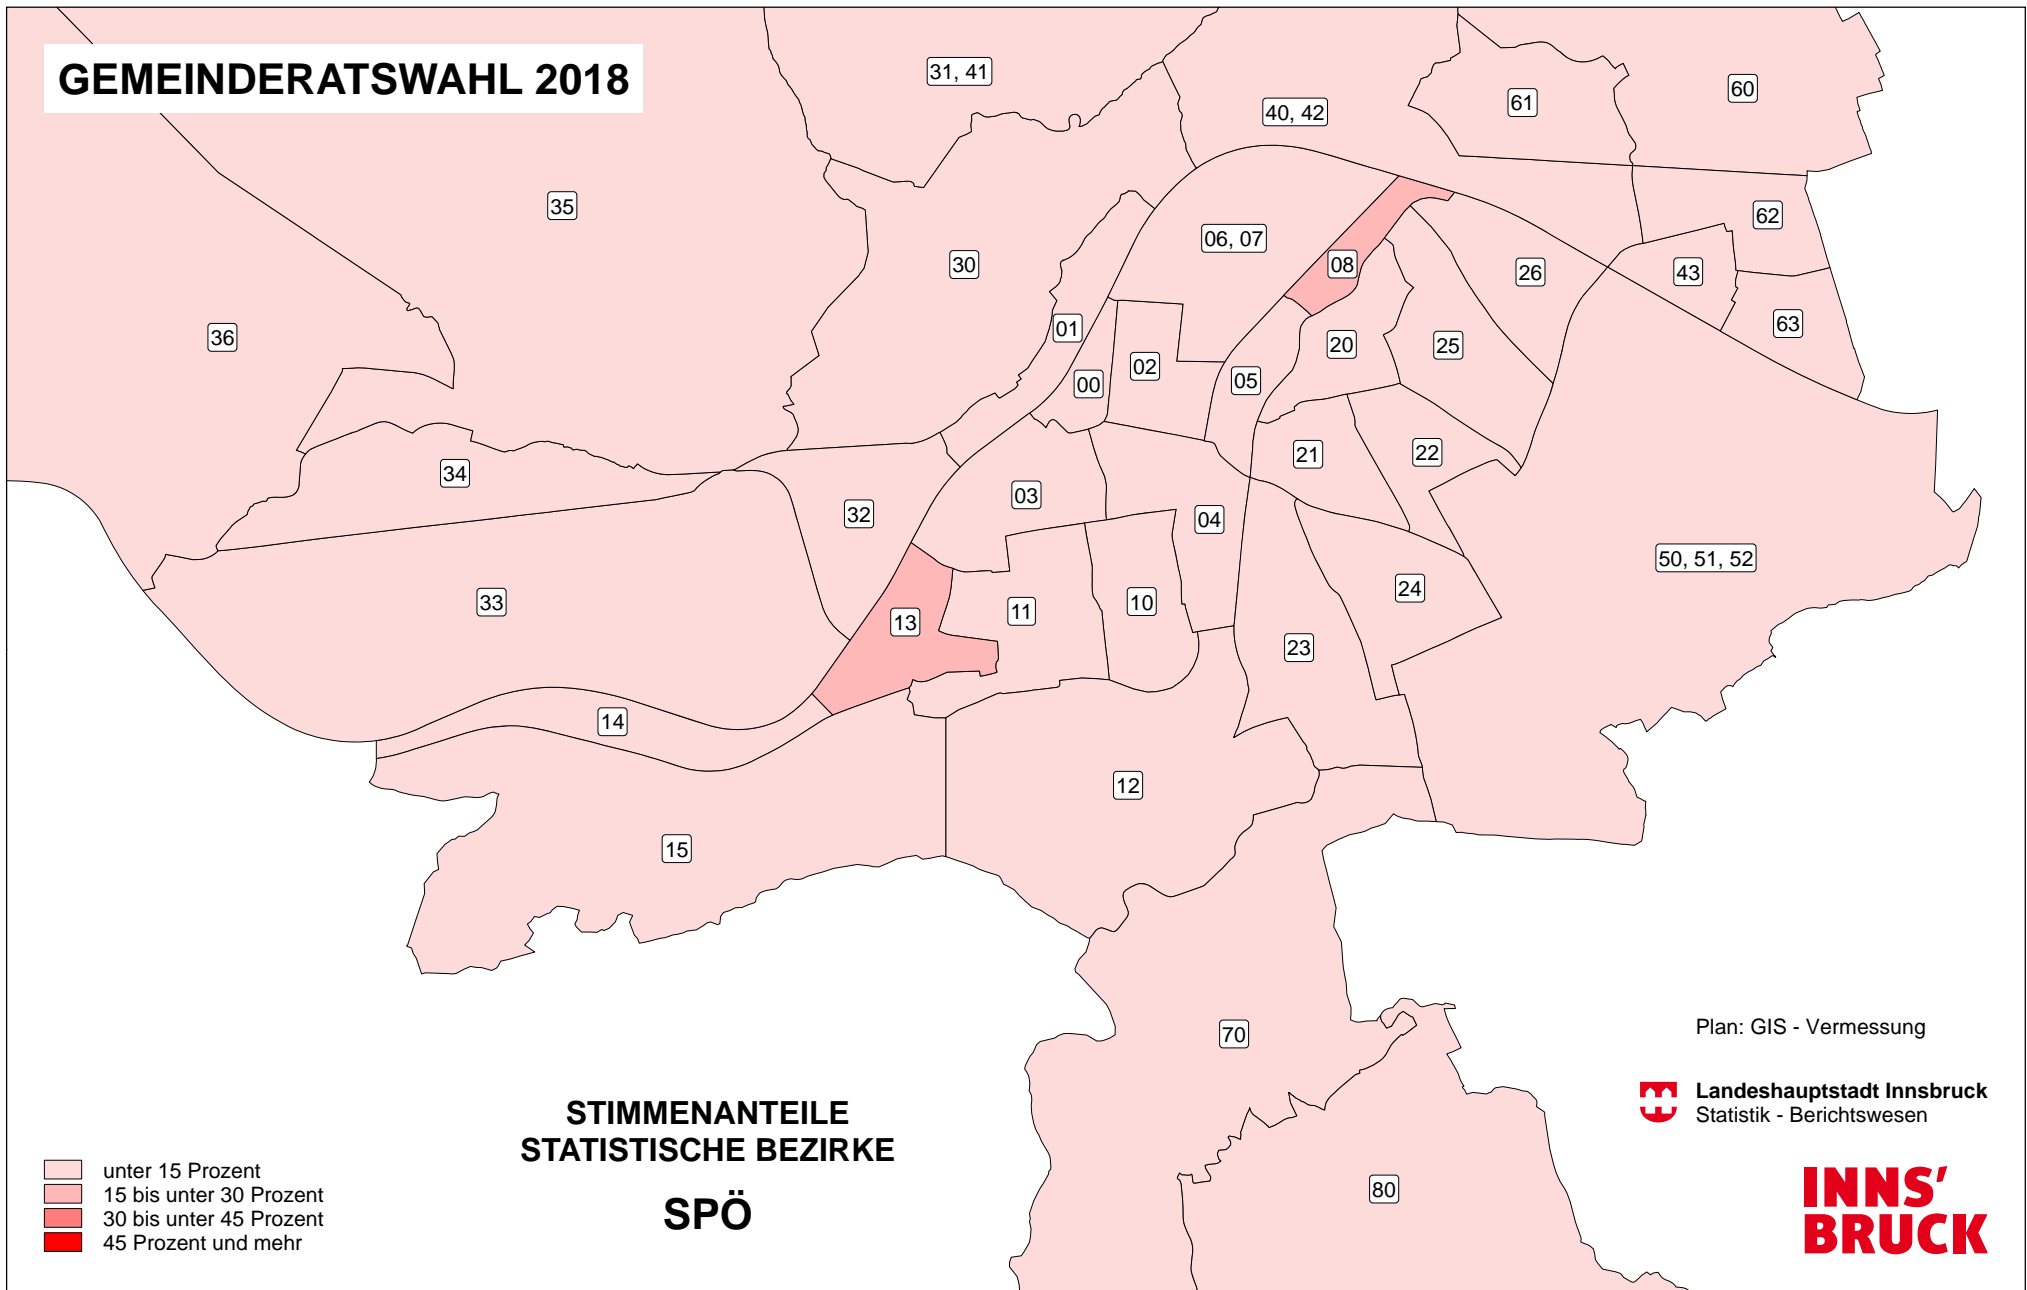 GEMEINDERATSWAHL 2018
31, 41
60
61
40, 42
35
62
06, 07
30
08
26
43
36
01
20
25
63
02
00
05
34
21
22
03
32
04
50, 51, 52
33
11
10
24
13
23
14
12
15
70
Plan: GIS - Vermessung
Landeshauptstadt Innsbruck
Statistik - Berichtswesen
STIMMENANTEILE
STATISTISCHE BEZIRKE
SPÖ
80
unter 15 Prozent
15 bis unter 30 Prozent
30 bis unter 45 Prozent
45 Prozent und mehr
INNS'
BRUCK